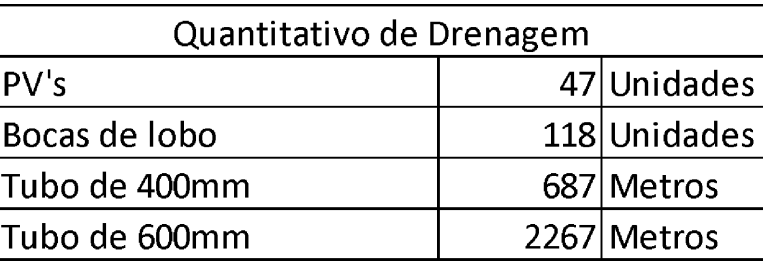 Quantitativo de Drenagem
PV's 47 Unidades
Bocas de lobo 118 Unidades
Tubo de 400mm 687 Metros
Tubo de 600mm 2267 Metros